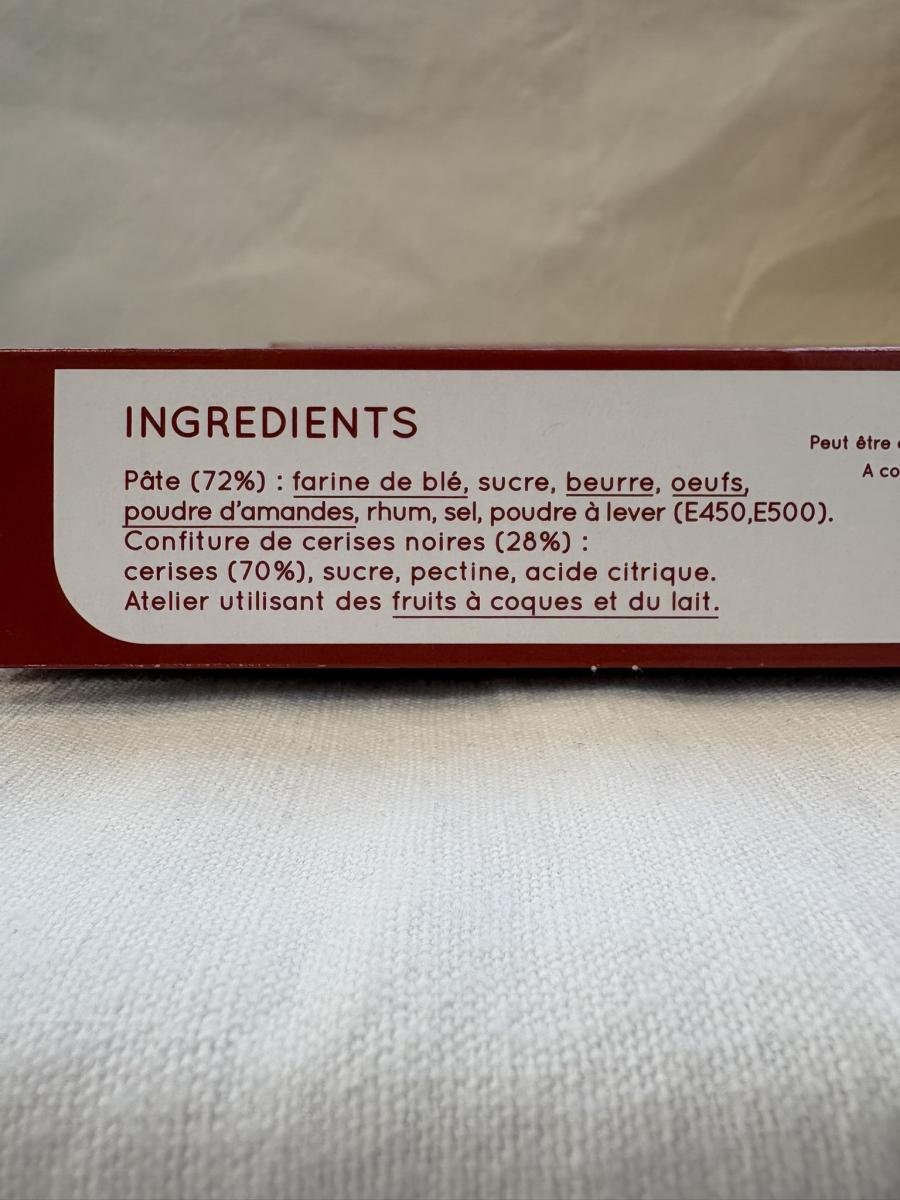 INGREDIENTS
Pâte (72%) : farine de blé, sucre, beurre, oeufs,
poudre d'amandes, rhum, sel, poudre à lever (E450,E500).
Confiture de cerises noires (28%) :
cerises (70%), sucre, pectine, acide citrique.
Atelier utilisant des fruits à coques et du lait.
Peut être
A